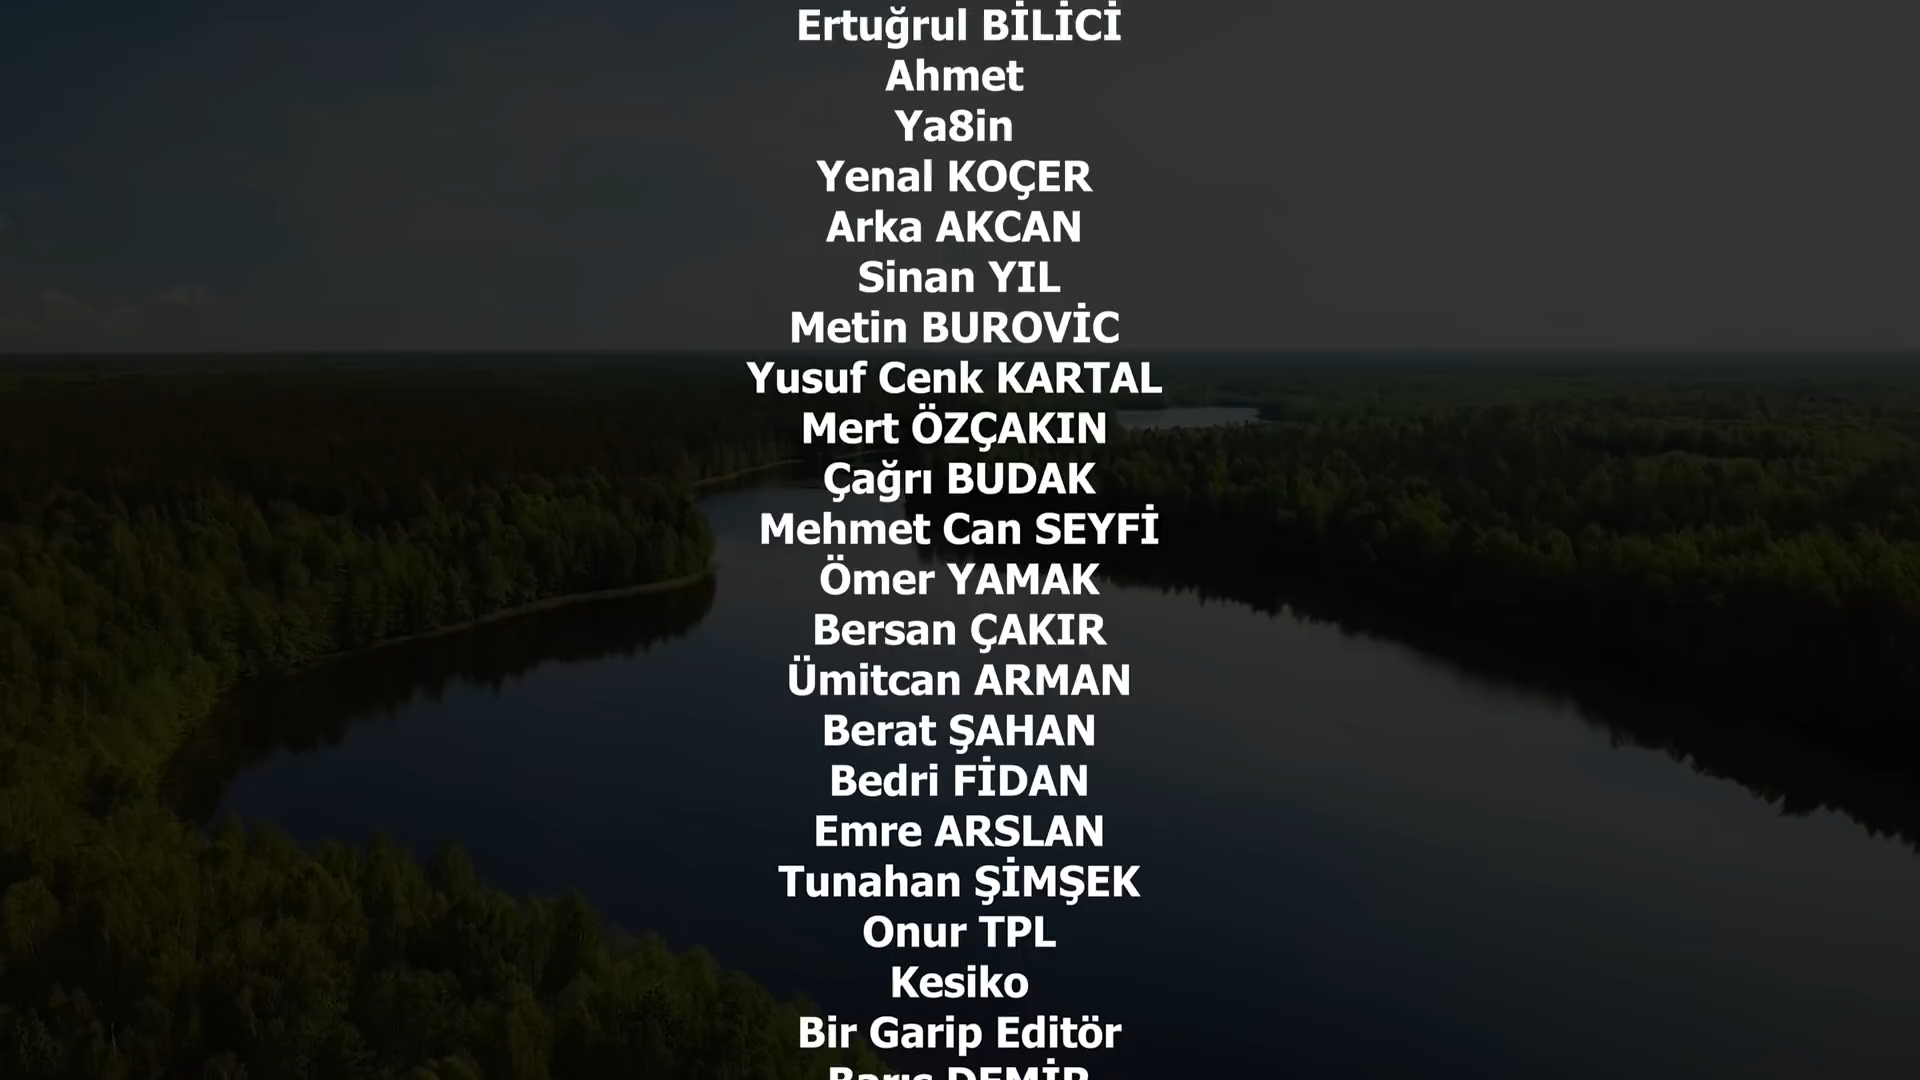 Ertuğrul BİLİCİ
Ahmet
Ya8in
Yenal KOÇER
Arka AKCAN
Sinan YIL
Metin BUROVİC
Yusuf Cenk KARTAL
Mert ÖZÇAKIN
Çağrı BUDAK
Mehmet Can SEYFİ
Ömer YAMAK
Bersan ÇAKIR
Ümitcan ARMAN
Berat ŞAHAN
Bedri FİDAN
Emre ARSLAN
Tunahan ŞİMŞEK
Onur TPL
Kesiko
Bir Garip Editör
Barış DEMİR